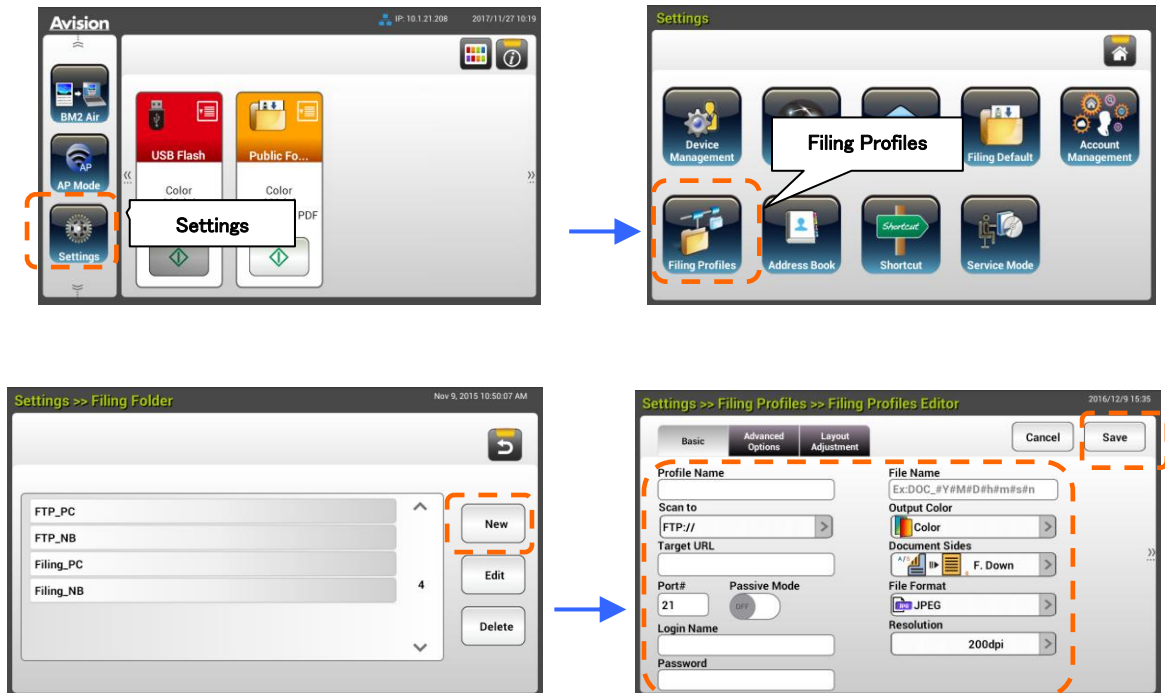 Avision
IP: 10.1.21.208
2017/11/27 10:19
BM2 Air
AP
AP Mode
Settings
USB Flash
Public Fo...
Color
Color
PDF
Settings
Settings
Device
Management
Filing Default
Account
Management
Filing Profiles
Filing Profiles
Address Book
Shortcut
Shortcut
Service Mode
Settings >> Filing Folder
Nov 9, 2015 10:50:07 AM
FTP_PC
FTP_NB
Filing_PC
Filing_NB
4
New
Edit
Delete
Settings >> Filing Profiles >> Filing Profiles Editor
2016/12/9 15:35
Basic
Advanced
Options
Layout
Adjustment
Cancel
Save
Profile Name
Scan to
FTP://
Target URL
Port#
Passive Mode
21
OFF
Login Name
Password
File Name
Ex:DOC_#Y#M#D#h#m#s#n
Output Color
Color
Document Sides
A/B
F. Down
File Format
JPEG
Resolution
200dpi